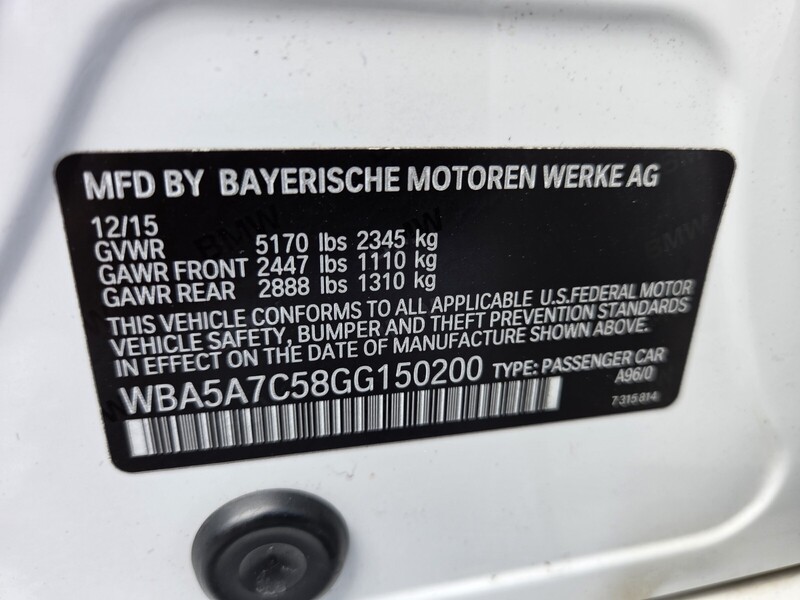 MFD BY BAYERISCHE MOTOREN WERKE AG
12/15
GVWR 5170 lbs 2345 kg
GAWR FRONT 2447 lbs 1110 kg
GAWR REAR 2888 lbs 1310 kg
THIS VEHICLE CONFORMS TO ALL APPLICABLE U.S.FEDERAL MOTOR
VEHICLE SAFETY, BUMPER AND THEFT PREVENTION STANDARDS
IN EFFECT ON THE DATE OF MANUFACTURE SHOWN ABOVE.
WBA5A7C58GG150200 TYPE: PASSENGER CAR
A96/0
7 315 814
BMW
BMW